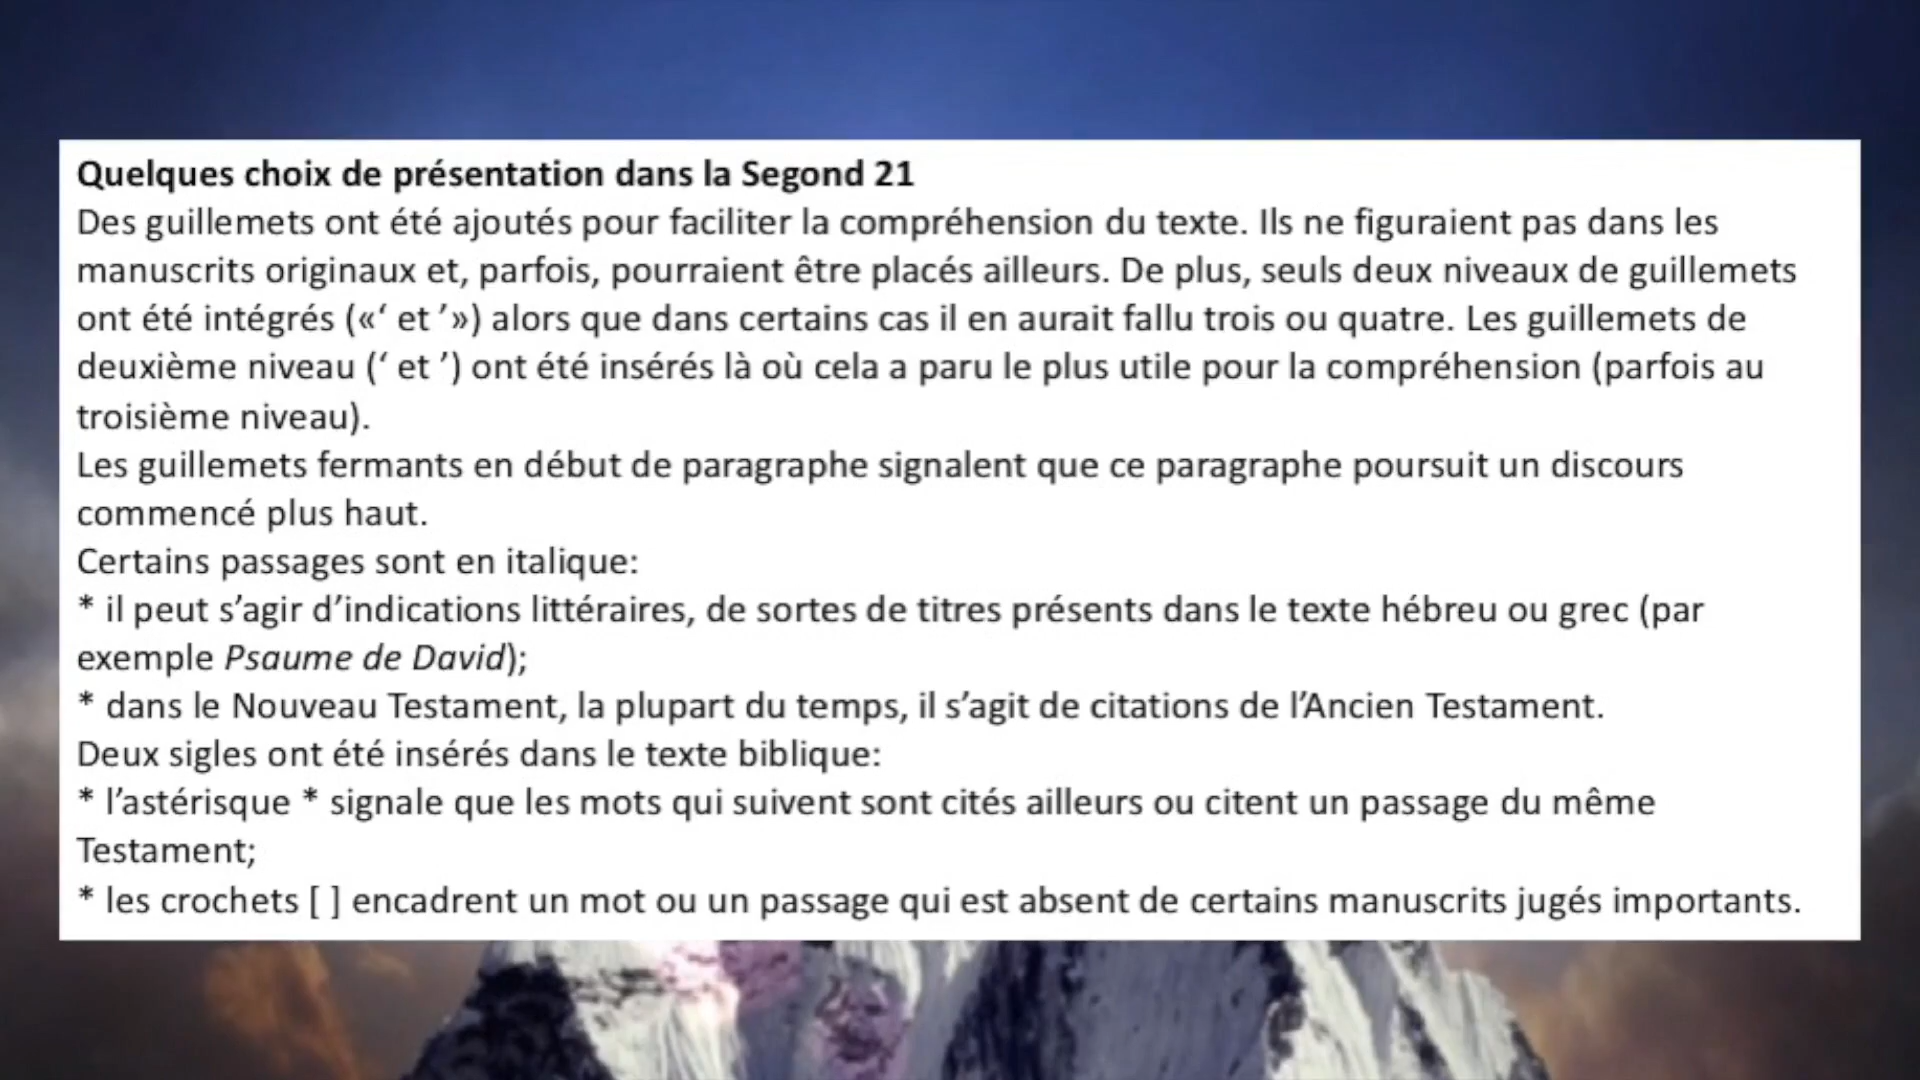 Quelques choix de présentation dans la Segond 21
Des guillemets ont été ajoutés pour faciliter la compréhension du texte. Ils ne figuraient pas dans les
manuscrits originaux et, parfois, pourraient être placés ailleurs. De plus, seuls deux niveaux de guillemets
ont été intégrés («‘ et ’») alors que dans certains cas il en aurait fallu trois ou quatre. Les guillemets de
deuxième niveau (‘ et ’) ont été insérés là où cela a paru le plus utile pour la compréhension (parfois au
troisième niveau).
Les guillemets fermants en début de paragraphe signalent que ce paragraphe poursuit un discours
commencé plus haut.
Certains passages sont en italique:
* il peut s’agir d’indications littéraires, de sortes de titres présents dans le texte hébreu ou grec (par
exemple Psaume de David);
* dans le Nouveau Testament, la plupart du temps, il s’agit de citations de l’Ancien Testament.
Deux sigles ont été insérés dans le texte biblique:
* l’astérisque * signale que les mots qui suivent sont cités ailleurs ou citent un passage du même
Testament;
* les crochets [ ] encadrent un mot ou un passage qui est absent de certains manuscrits jugés importants.